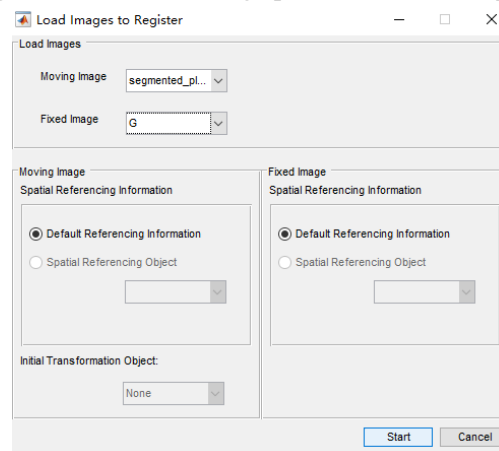 Load Images to Register
Load Images
Moving Image segmented_pl...
Fixed Image G
Moving Image
Spatial Referencing Information
Default Referencing Information
Spatial Referencing Object
Initial Transformation Object:
None
Fixed Image
Spatial Referencing Information
Default Referencing Information
Spatial Referencing Object
Start Cancel